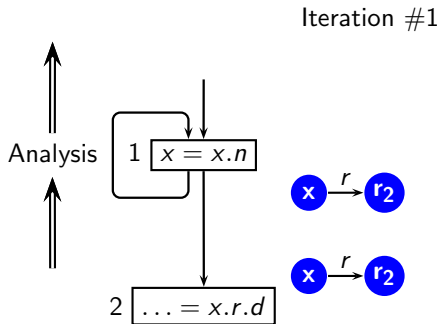 Iteration #1
Analysis
1 x = x.n
x r r₂
x r r₂
2 ... = x.r.d